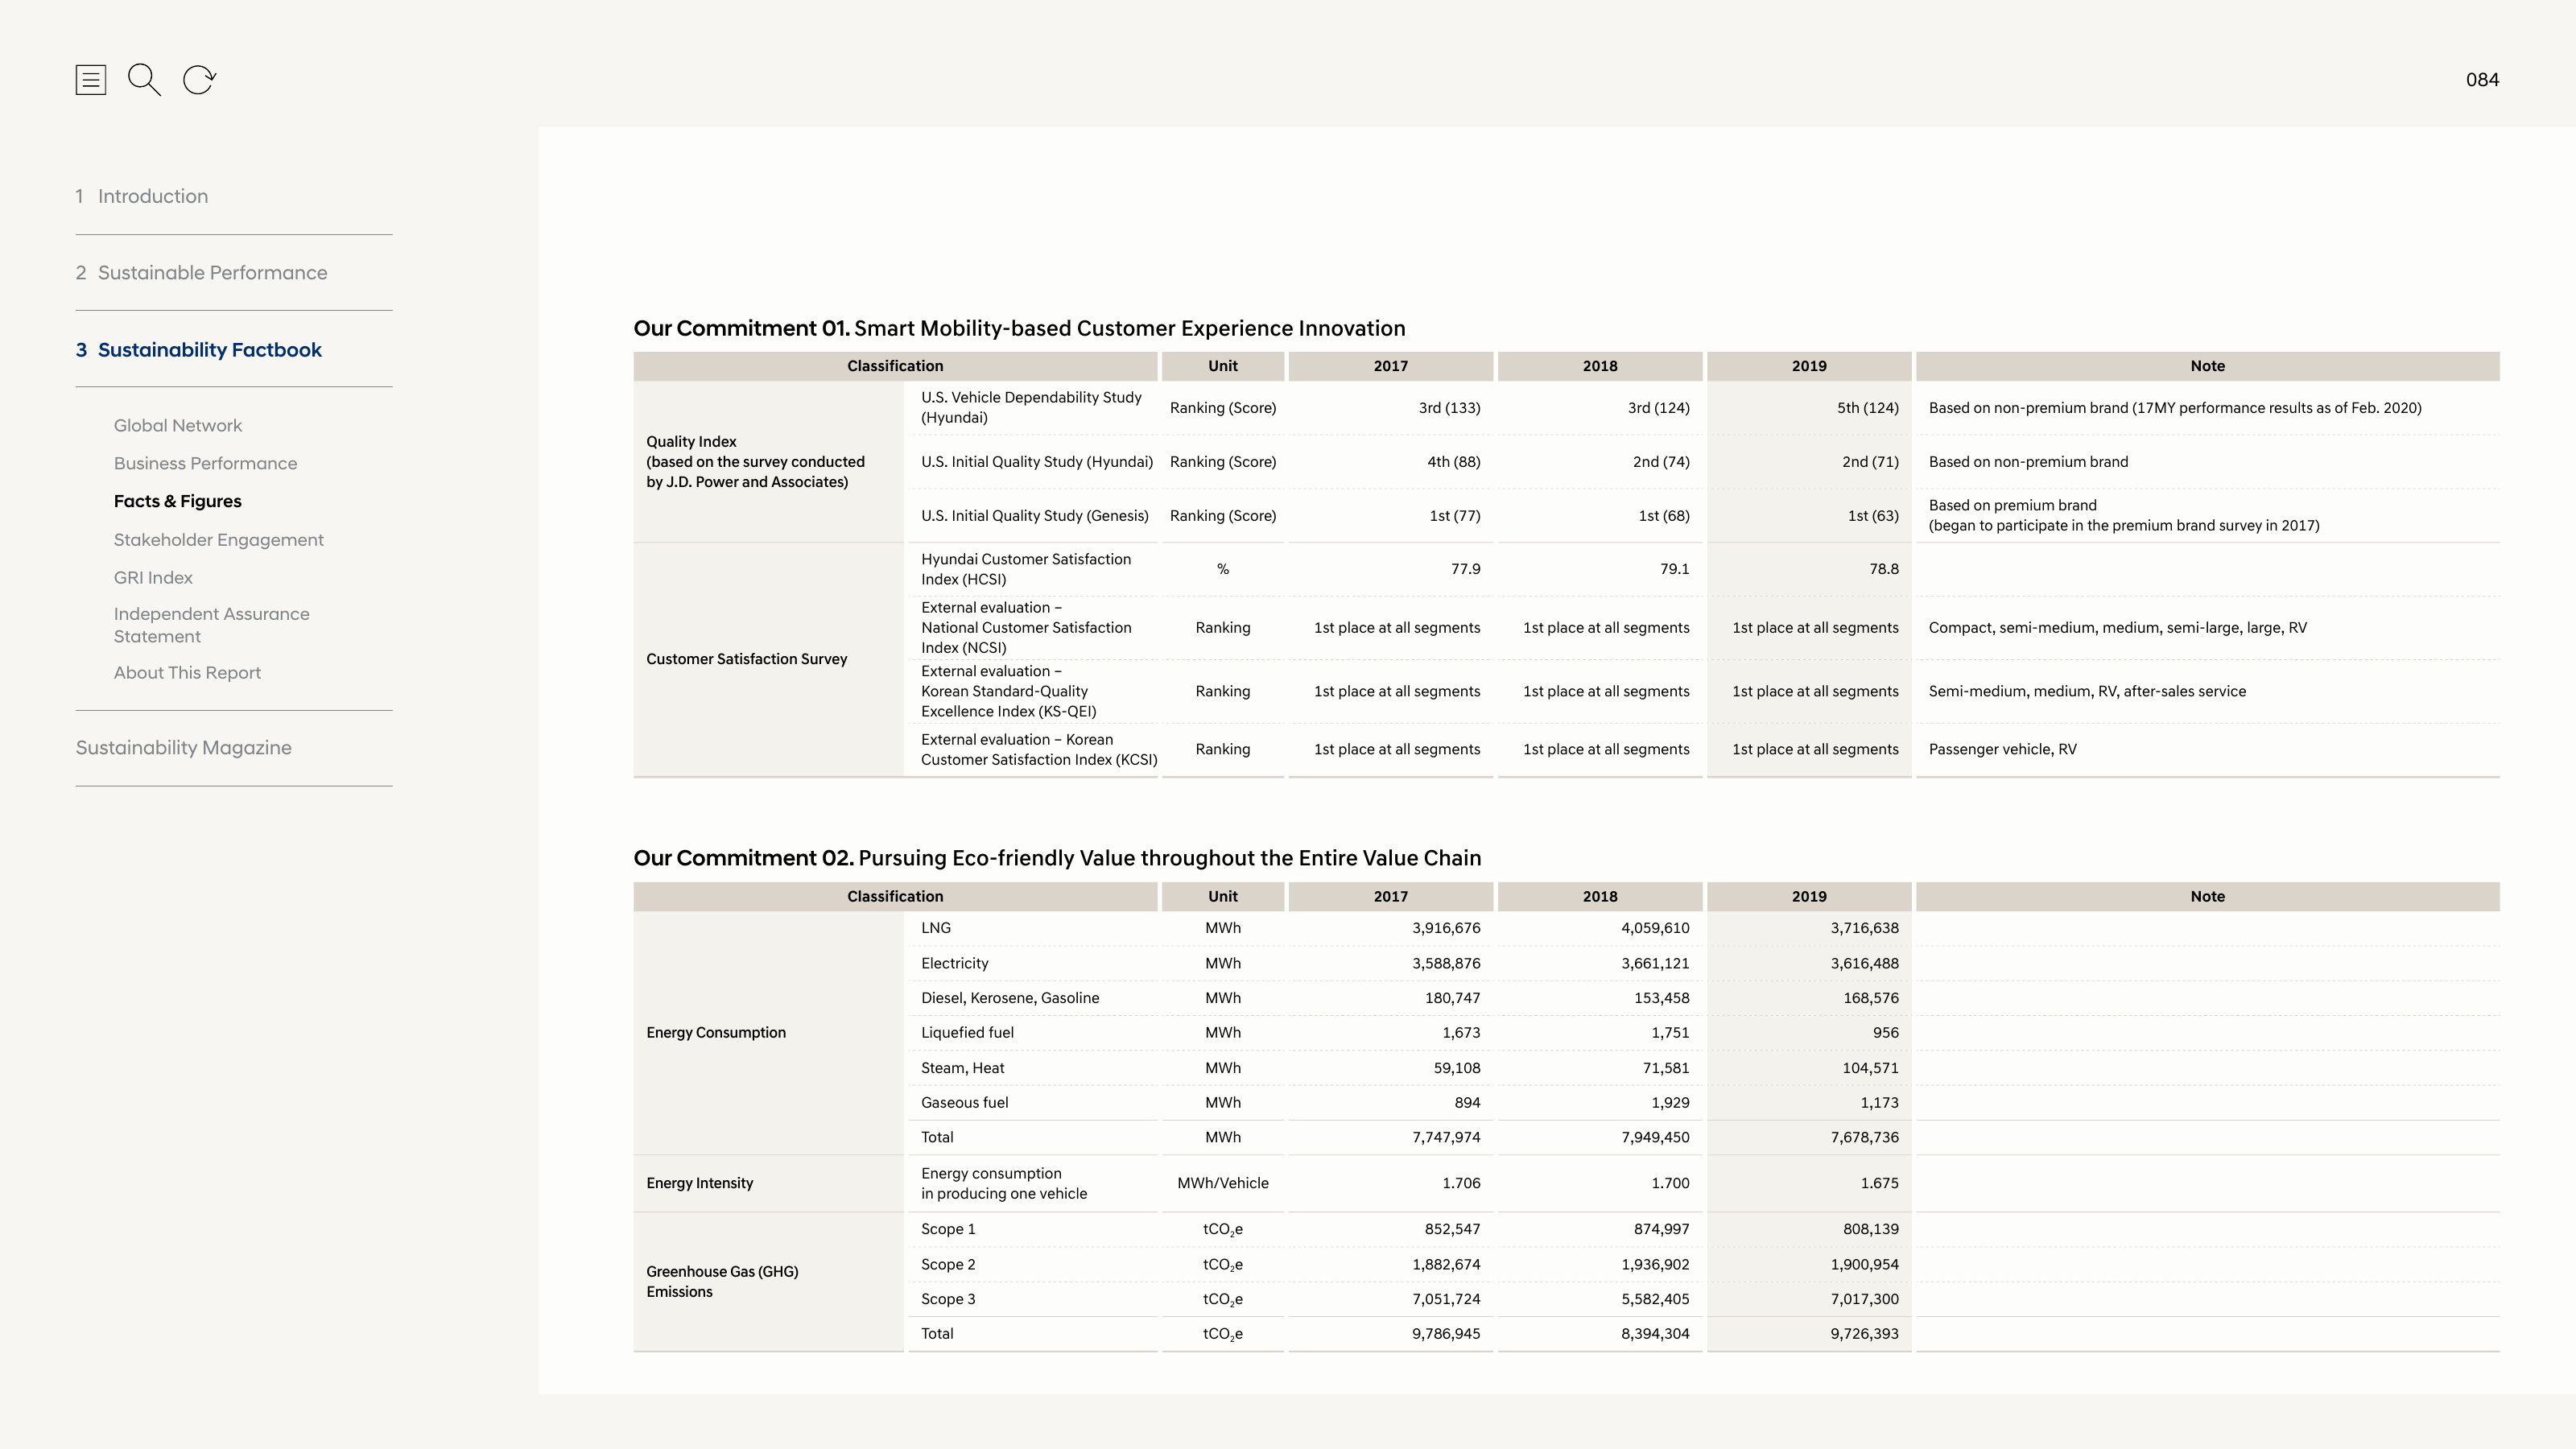 084
1 Introduction
2 Sustainable Performance
3 Sustainability Factbook
Global Network
Business Performance
Facts & Figures
Stakeholder Engagement
GRI Index
Independent Assurance
Statement
About This Report
Sustainability Magazine
Our Commitment 01. Smart Mobility-based Customer Experience Innovation
Classification Unit 2017 2018 2019 Note
Quality Index
(based on the survey conducted
by J.D. Power and Associates)
U.S. Vehicle Dependability Study
(Hyundai)
Ranking (Score) 3rd (133) 3rd (124) 5th (124) Based on non-premium brand (17MY performance results as of Feb. 2020)
U.S. Initial Quality Study (Hyundai) Ranking (Score) 4th (88) 2nd (74) 2nd (71) Based on non-premium brand
U.S. Initial Quality Study (Genesis) Ranking (Score) 1st (77) 1st (68) 1st (63) Based on premium brand
(began to participate in the premium brand survey in 2017)
Customer Satisfaction Survey
Hyundai Customer Satisfaction
Index (HCSI)
% 77.9 79.1 78.8
External evaluation –
National Customer Satisfaction
Index (NCSI)
Ranking 1st place at all segments 1st place at all segments 1st place at all segments Compact, semi-medium, medium, semi-large, large, RV
External evaluation –
Korean Standard-Quality
Excellence Index (KS-QEI)
Ranking 1st place at all segments 1st place at all segments 1st place at all segments Semi-medium, medium, RV, after-sales service
External evaluation – Korean
Customer Satisfaction Index (KCSI)
Ranking 1st place at all segments 1st place at all segments 1st place at all segments Passenger vehicle, RV
Our Commitment 02. Pursuing Eco-friendly Value throughout the Entire Value Chain
Classification Unit 2017 2018 2019 Note
Energy Consumption
LNG MWh 3,916,676 4,059,610 3,716,638
Electricity MWh 3,588,876 3,661,121 3,616,488
Diesel, Kerosene, Gasoline MWh 180,747 153,458 168,576
Liquefied fuel MWh 1,673 1,751 956
Steam, Heat MWh 59,108 71,581 104,571
Gaseous fuel MWh 894 1,929 1,173
Total MWh 7,747,974 7,949,450 7,678,736
Energy Intensity
Energy consumption
in producing one vehicle
MWh/Vehicle 1.706 1.700 1.675
Greenhouse Gas (GHG)
Emissions
Scope 1 tCO₂e 852,547 874,997 808,139
Scope 2 tCO₂e 1,882,674 1,936,902 1,900,954
Scope 3 tCO₂e 7,051,724 5,582,405 7,017,300
Total tCO₂e 9,786,945 8,394,304 9,726,393